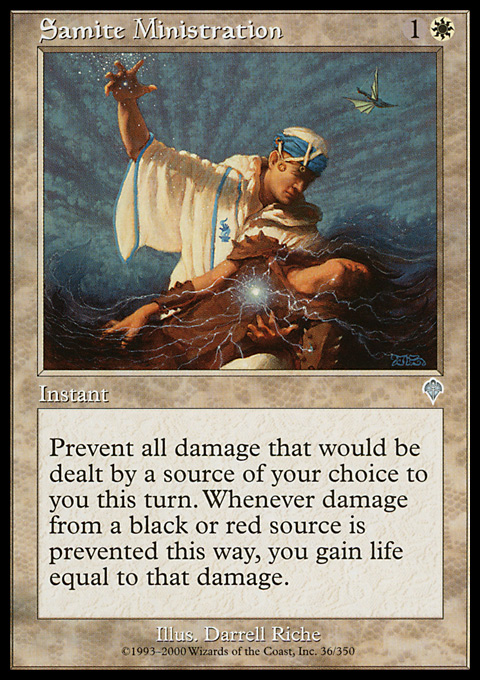 Samite Ministration 1
Instant
Prevent all damage that would be
dealt by a source of your choice to
you this turn. Whenever damage
from a black or red source is
prevented this way, you gain life
equal to that damage.
Illus. Darrell Riche
©1993–2000 Wizards of the Coast, Inc. 36/350